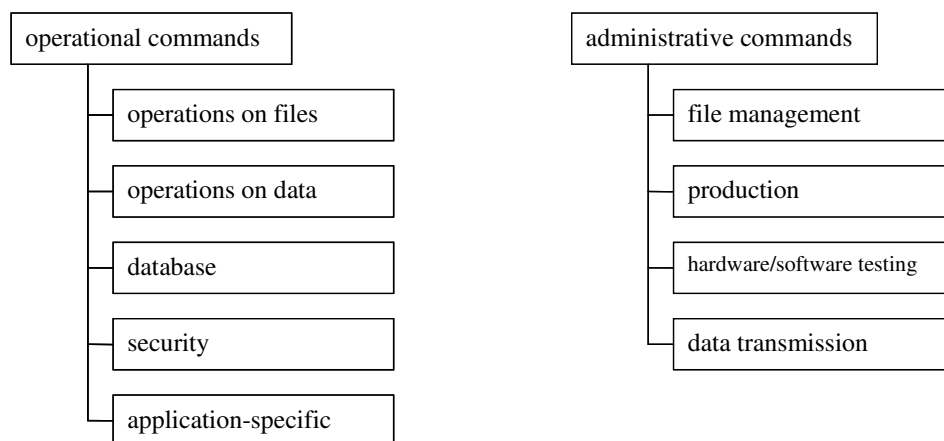 operational commands
operations on files
operations on data
database
security
application-specific
administrative commands
file management
production
hardware/software testing
data transmission